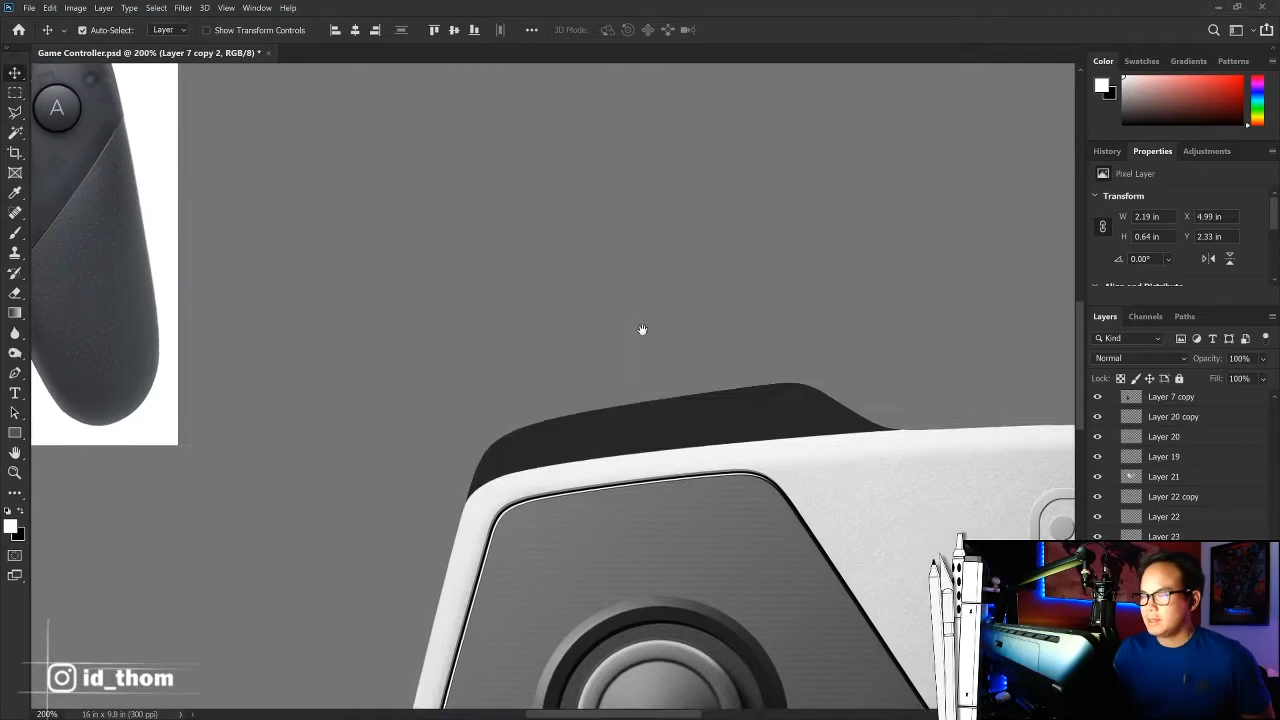 File Edit Image Layer Type Select Filter 3D View Plugins Window Help
Auto-Select: Layer Show Transform Controls 3D Mode:
Game Controller.psd @ 200% (Layer 7 copy 2, RGB/8) *
A
Color Swatches Gradients Patterns
History Properties Adjustments
Pixel Layer
Transform
W 2.19 in X 4.99 in
H 0.64 in Y 2.33 in
0.00°
Align and Distribute
Layers Channels Paths
Kind
Normal Opacity: 100%
Lock: Fill: 100%
Layer 7 copy
Layer 20 copy
Layer 20
Layer 19
Layer 21
Layer 22 copy
Layer 22
Layer 23
id_thom
200% 16 in x 9.8 in (300 ppi)